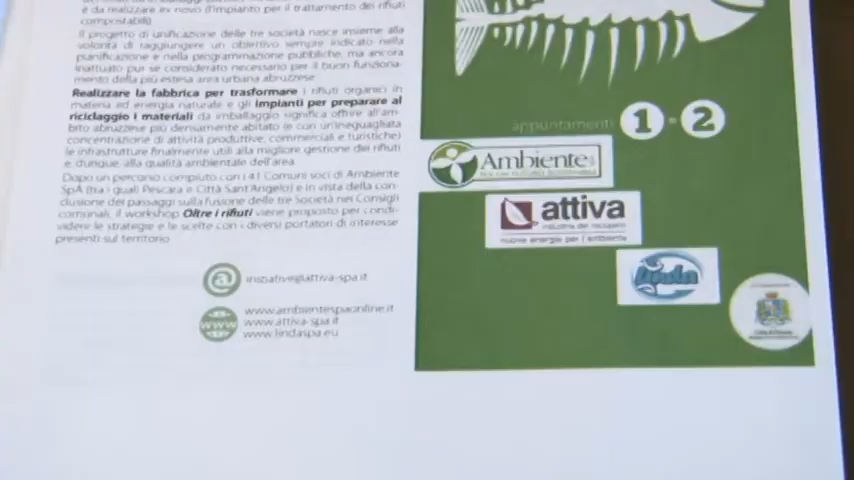 è da realizzare ex novo (l'impianto per il trattamento dei rifiuti
compostabili)
Il progetto di unificazione delle tre società nasce insieme alla
volontà di raggiungere un obiettivo sempre indicato nella
pianificazione e nella programmazione pubbliche, ma ancora
inattuato pur se considerato necessario per il buon funziona-
mento della più estesa area urbana abruzzese
Realizzare la fabbrica per trasformare i rifiuti organici in
materia ed energia naturale e gli impianti per preparare al
riciclaggio i materiali da imballaggio significa offrire all'am-
bito abruzzese più densamente abitato (e con un'ineguagliata
concentrazione di attività produttive, commerciali e turistiche)
le infrastrutture finalmente utili alla migliore gestione dei rifiuti
e, dunque, alla qualità ambientale dell'area.
Dopo un percorso compiuto con i 41 Comuni soci di Ambiente
SpA (tra i quali Pescara e Città Sant'Angelo) e in vista della con-
clusione dei passaggi sulla fusione delle tre Società nei Consigli
comunali, il workshop Oltre i rifiuti viene proposto per condi-
videre le strategie e le scelte con i diversi portatori di interesse
presenti sul territorio
@ iniziative@attiva-spa.it
www
www.ambientespaonline.it
www.attiva-spa.it
www.lindaspa.eu
appuntamenti 1 - 2
Ambiente
attiva
industria del recupero
nuove energie per l'ambiente
Linda